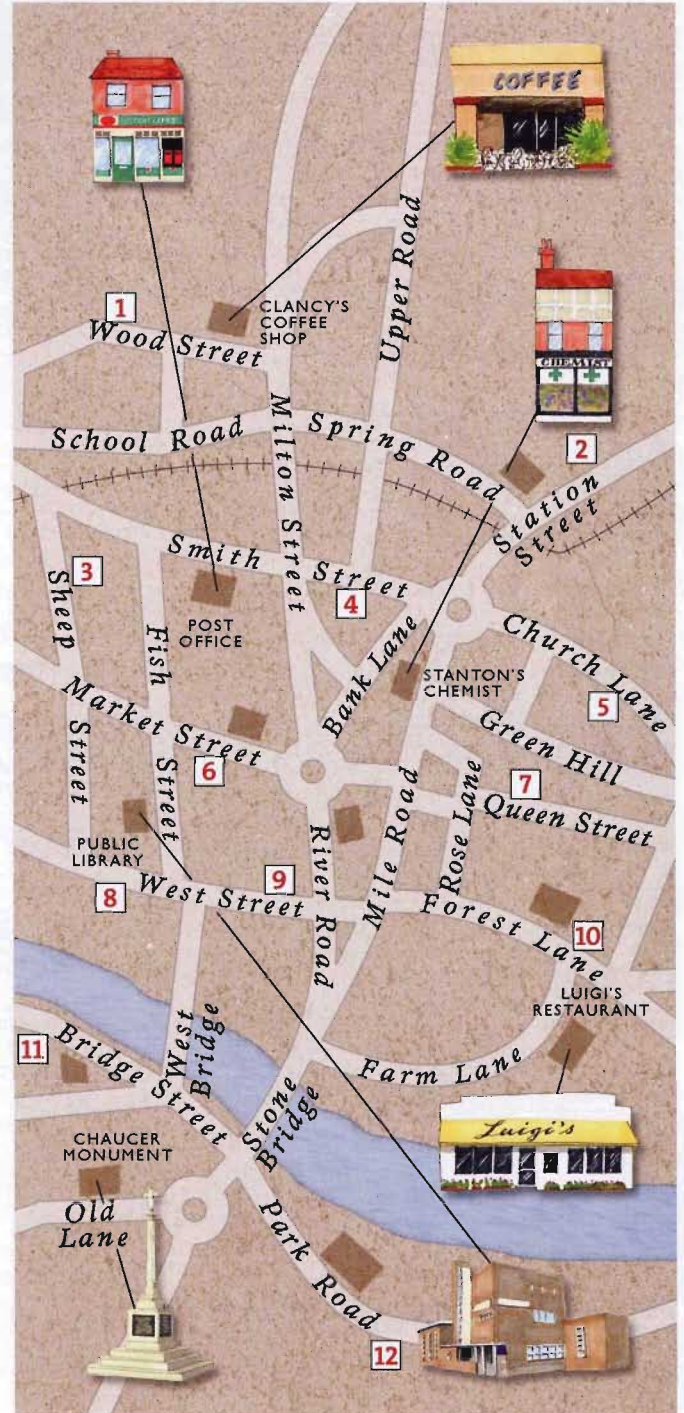 COFFEE
1
CLANCY'S
COFFEE
SHOP
Wood Street
Upper Road
CHEMIST
2
School Road
Milton Street
Spring Road
Station
Street
Smith Street
3
4
Sheep Street
Fish Street
POST
OFFICE
Bank Lane
STANTON'S
CHEMIST
Church Lane
5
Market Street
6
Green Hill
7
Queen Street
Rose Lane
Mile Road
River Road
PUBLIC
LIBRARY
8
West Street
9
Forest Lane
10
LUIGI'S
RESTAURANT
11
Bridge Street
West
Bridge
Farm Lane
Stone
Bridge
Luigi's
CHAUCER
MONUMENT
Old
Lane
Park Road
12